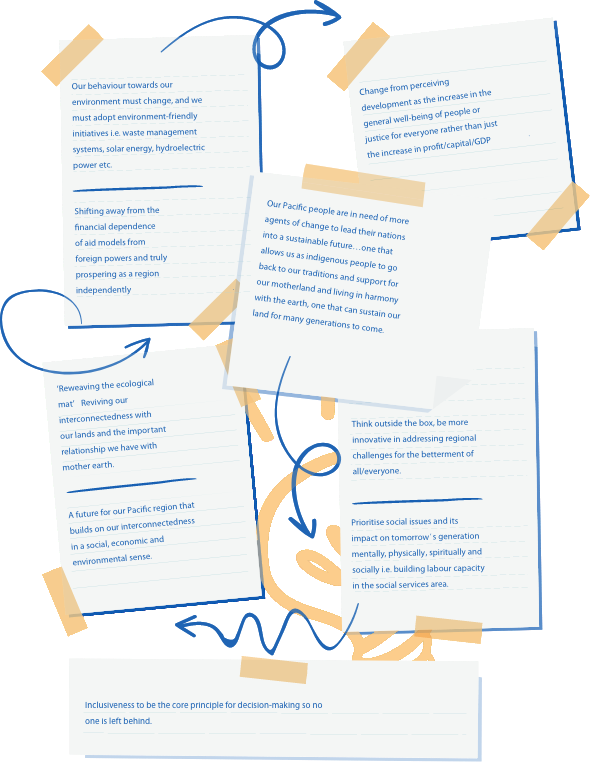 Our behaviour towards our
environment must change, and we
must adopt environment-friendly
initiatives i.e. waste management
systems, solar energy, hydroelectric
power etc.
Shifting away from the
financial dependence
of aid models from
foreign powers and truly
prospering as a region
independently
Change from perceiving
development as the increase in the
general well-being of people or
justice for everyone rather than just
the increase in profit/capital/GDP
Our Pacific people are in need of more
agents of change to lead their nations
into a sustainable future…one that
allows us as indigenous people to go
back to our traditions and support for
our motherland and living in harmony
with the earth, one that can sustain our
land for many generations to come.
'Reweaving the ecological
mat' Reviving our
interconnectedness with
our lands and the important
relationship we have with
mother earth.
A future for our Pacific region that
builds on our interconnectedness
in a social, economic and
environmental sense.
Think outside the box, be more
innovative in addressing regional
challenges for the betterment of
all/everyone.
Prioritise social issues and its
impact on tomorrow's generation
mentally, physically, spiritually and
socially i.e. building labour capacity
in the social services area.
Inclusiveness to be the core principle for decision-making so no
one is left behind.